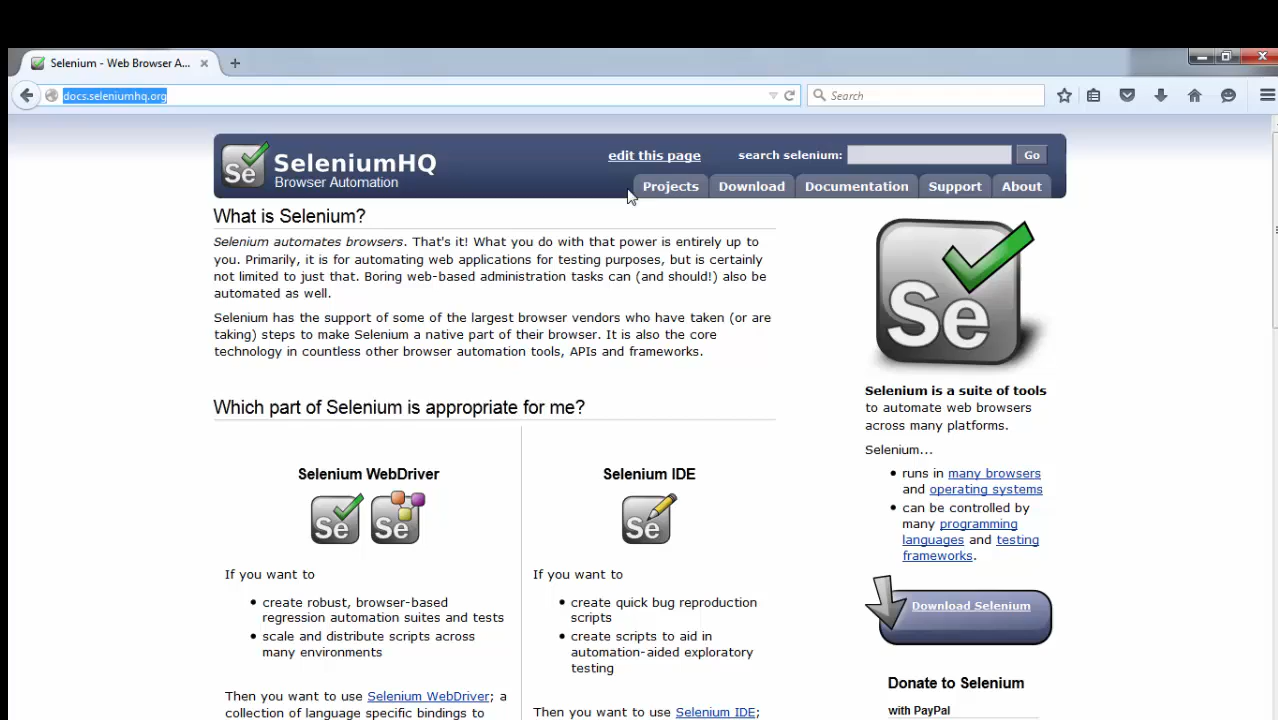 Selenium - Web Browser A...
docs.seleniumhq.org
Search
Se
SeleniumHQ
Browser Automation
edit this page
search selenium:
Go
Projects
Download
Documentation
Support
About
What is Selenium?
Selenium automates browsers. That's it! What you do with that power is entirely up to
you. Primarily, it is for automating web applications for testing purposes, but is certainly
not limited to just that. Boring web-based administration tasks can (and should!) also be
automated as well.
Selenium has the support of some of the largest browser vendors who have taken (or are
taking) steps to make Selenium a native part of their browser. It is also the core
technology in countless other browser automation tools, APIs and frameworks.
Which part of Selenium is appropriate for me?
Selenium WebDriver
Se
Se
If you want to
• create robust, browser-based
regression automation suites and tests
• scale and distribute scripts across
many environments
Then you want to use Selenium WebDriver; a
collection of language specific bindings to
Selenium IDE
Se
If you want to
• create quick bug reproduction
scripts
• create scripts to aid in
automation-aided exploratory
testing
Then you want to use Selenium IDE;
Se
Selenium is a suite of tools
to automate web browsers
across many platforms.
Selenium...
• runs in many browsers
and operating systems
• can be controlled by
many programming
languages and testing
frameworks.
Download Selenium
Donate to Selenium
with PayPal